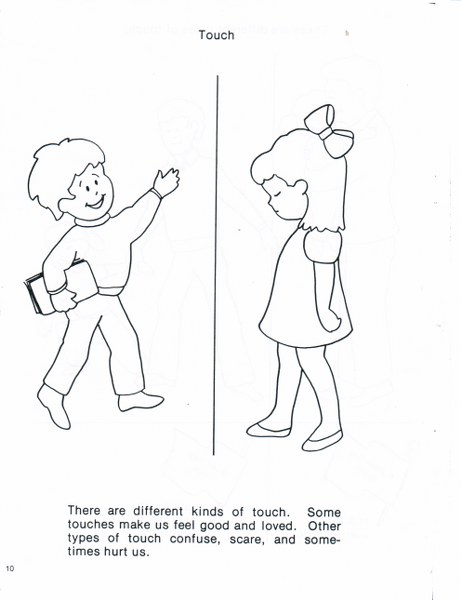 Touch
There are different kinds of touch. Some
touches make us feel good and loved. Other
types of touch confuse, scare, and some-
times hurt us.
10